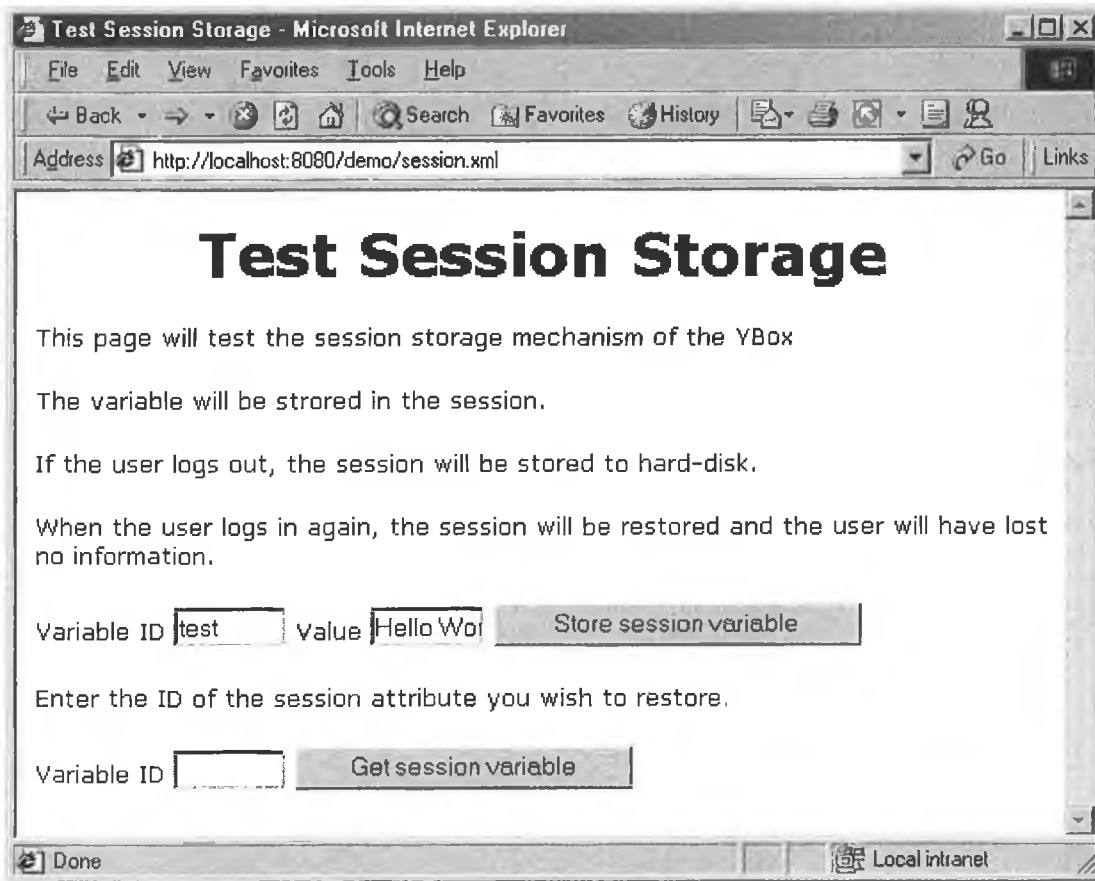 Test Session Storage - Microsoft Internet Explorer
File Edit View Favorites Tools Help
Back Search Favorites History
Address http://localhost:8080/demo/session.xml Go Links
Test Session Storage
This page will test the session storage mechanism of the YBox
The variable will be strored in the session.
If the user logs out, the session will be stored to hard-disk.
When the user logs in again, the session will be restored and the user will have lost
no information.
Variable ID test Value Hello Wor Store session variable
Enter the ID of the session attribute you wish to restore.
Variable ID Get session variable
Done Local intranet